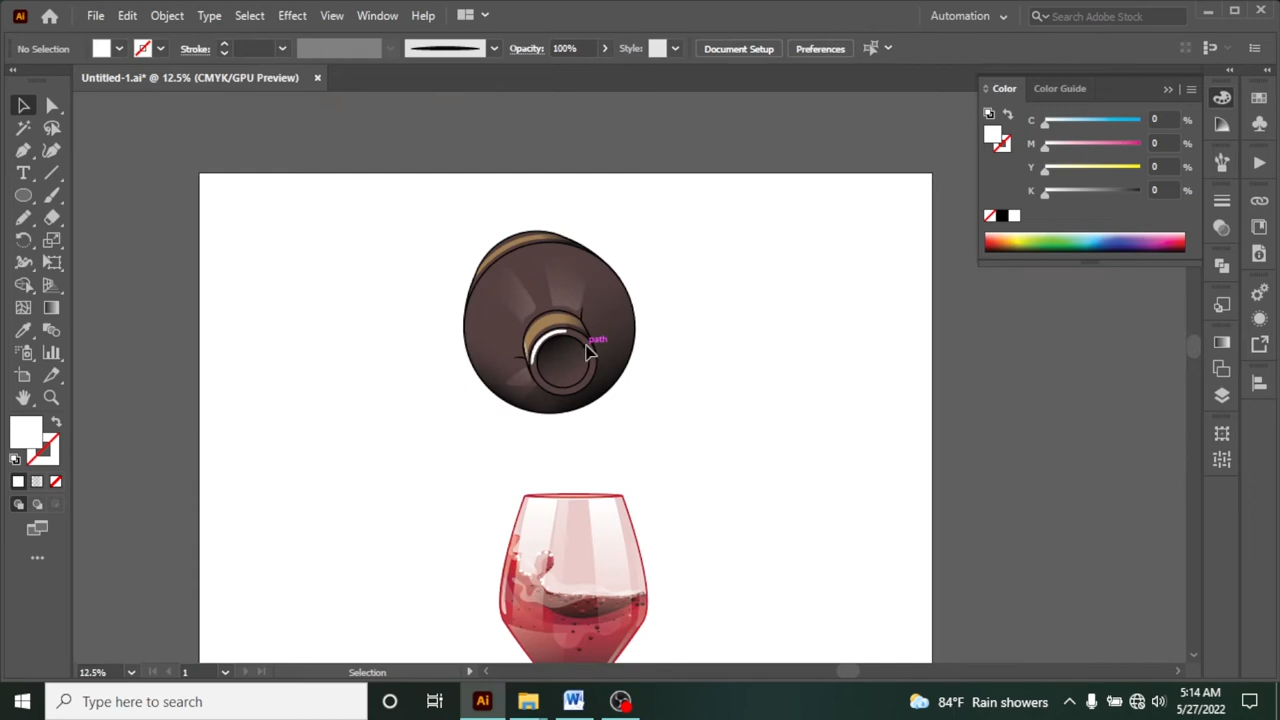 Ai File Edit Object Type Select Effect View Window Help Automation Search Adobe Stock
No Selection Stroke: Opacity: 100% Style: Document Setup Preferences
Untitled-1.ai* @ 12.5% (CMYK/GPU Preview)
Color Color Guide
C 0 %
M 0 %
Y 0 %
K 0 %
path
12.5% 1 Selection
Type here to search
Ai
W
84°F Rain showers
5:14 AM
5/27/2022